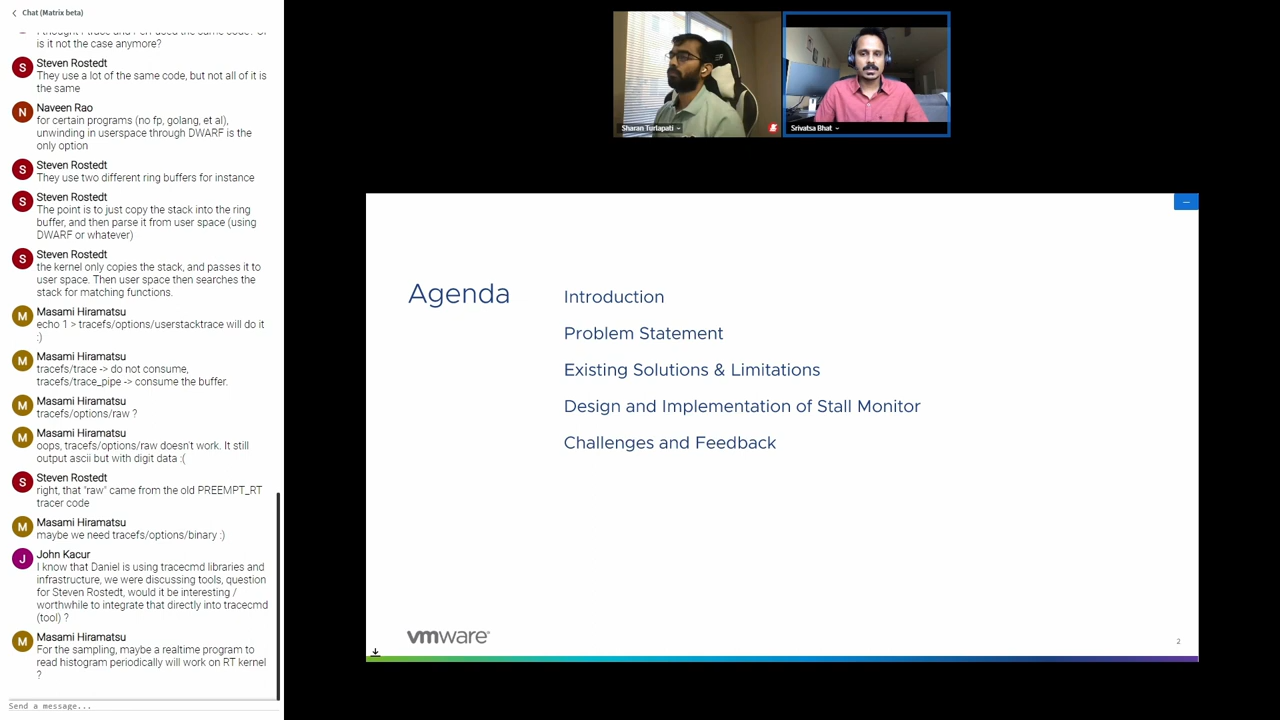 Chat (Matrix beta)
is it not the case anymore?
Steven Rostedt
They use a lot of the same code, but not all of it is
the same
Naveen Rao
for certain programs (no fp, golang, et al),
unwinding in userspace through DWARF is the
only option
Steven Rostedt
They use two different ring buffers for instance
Steven Rostedt
The point is to just copy the stack into the ring
buffer, and then parse it from user space (using
DWARF or whatever)
Steven Rostedt
the kernel only copies the stack, and passes it to
user space. Then user space then searches the
stack for matching functions.
Masami Hiramatsu
echo 1 > tracefs/options/userstacktrace will do it
:)
Masami Hiramatsu
tracefs/trace -> do not consume,
tracefs/trace_pipe -> consume the buffer.
Masami Hiramatsu
tracefs/options/raw ?
Masami Hiramatsu
oops, tracefs/options/raw doesn't work. It still
output ascii but with digit data :(
Steven Rostedt
right, that "raw" came from the old PREEMPT_RT
tracer code
Masami Hiramatsu
maybe we need tracefs/options/binary :)
John Kacur
I know that Daniel is using tracecmd libraries and
infrastructure, we were discussing tools, question
for Steven Rostedt, would it be interesting /
worthwhile to integrate that directly into tracecmd
(tool) ?
Masami Hiramatsu
For the sampling, maybe a realtime program to
read histogram periodically will work on RT kernel
?
Send a message...
S
N
S
S
S
M
M
M
M
S
M
J
M
Sharan Turlapati
Srivatsa Bhat
Agenda
Introduction
Problem Statement
Existing Solutions & Limitations
Design and Implementation of Stall Monitor
Challenges and Feedback
vmware®
2